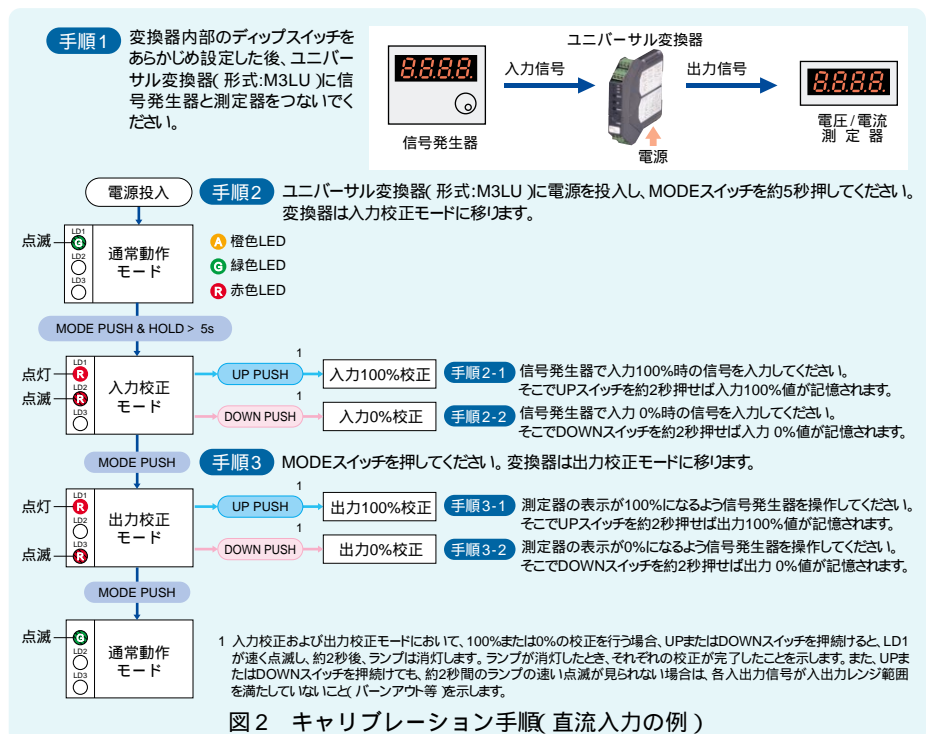 手順1
変換器内部のディップスイッチを
あらかじめ設定した後、ユニバー
サル変換器(形式:M3LU)に信
号発生器と測定器をつないでく
ださい。
ユニバーサル変換器
8.8.8.8.
入力信号
出力信号
8.8.8.8.
信号発生器
電源
電圧/電流
測定器
電源投入
手順2
ユニバーサル変換器(形式:M3LU)に電源を投入し、MODEスイッチを約5秒押してください。
変換器は入力校正モードに移ります。
点滅
LD1
G
LD2
LD3
通常動作
モード
A 橙色LED
G 緑色LED
R 赤色LED
MODE PUSH & HOLD > 5s
点灯
点滅
LD1
R
LD2
R
LD3
入力校正
モード
UP PUSH
1
入力100%校正
手順2-1
信号発生器で入力100%時の信号を入力してください。
そこでUPスイッチを約2秒押せば入力100%値が記憶されます。
DOWN PUSH
1
入力0%校正
手順2-2
信号発生器で入力 0%時の信号を入力してください。
そこでDOWNスイッチを約2秒押せば入力 0%値が記憶されます。
MODE PUSH
手順3
MODEスイッチを押してください。変換器は出力校正モードに移ります。
点灯
点滅
LD1
R
LD2
LD3
R
出力校正
モード
UP PUSH
1
出力100%校正
手順3-1
測定器の表示が100%になるよう信号発生器を操作してください。
そこでUPスイッチを約2秒押せば出力100%値が記憶されます。
DOWN PUSH
1
出力0%校正
手順3-2
測定器の表示が0%になるよう信号発生器を操作してください。
そこでDOWNスイッチを約2秒押せば出力 0%値が記憶されます。
MODE PUSH
点滅
G
LD2
LD3
通常動作
モード
1 入力校正および出力校正モードにおいて、100%または0%の校正を行う場合、UPまたはDOWNスイッチを押続けると、LD1
が速く点滅し、約2秒後、ランプは消灯します。ランプが消灯したとき、それぞれの校正が完了したことを示します。また、UPま
たはDOWNスイッチを押続けても、約2秒間のランプの速い点滅が見られない場合は、各入出力信号が入出力レンジ範囲
を満たしていないこと(バーンアウト等)を示します。
図2 キャリブレーション手順(直流入力の例)